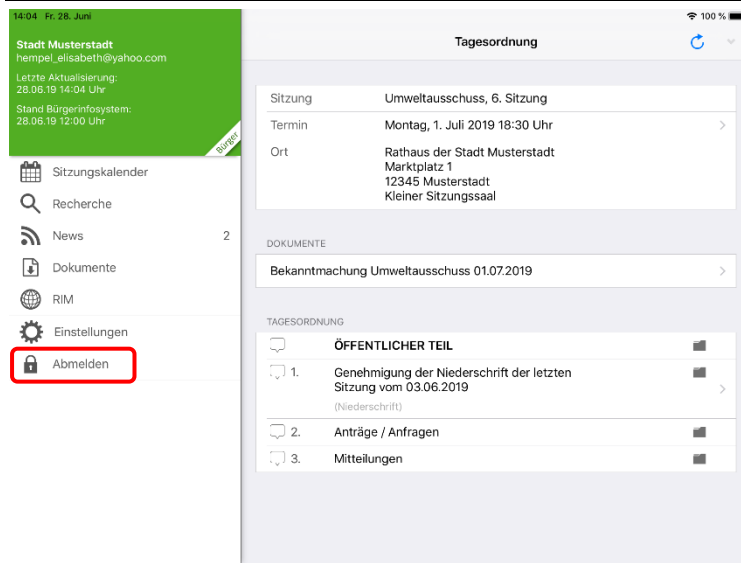 14:04 Fr. 28. Juni
100 %
Stadt Musterstadt
hempel_elisabeth@yahoo.com
Letzte Aktualisierung:
28.06.19 14:04 Uhr
Stand Bürgerinfosystem:
28.06.19 12:00 Uhr
Bürger
Sitzungskalender
Recherche
News 2
Dokumente
RIM
Einstellungen
Abmelden
Tagesordnung
Sitzung Umweltausschuss, 6. Sitzung
Termin Montag, 1. Juli 2019 18:30 Uhr
Ort Rathaus der Stadt Musterstadt
Marktplatz 1
12345 Musterstadt
Kleiner Sitzungssaal
DOKUMENTE
Bekanntmachung Umweltausschuss 01.07.2019
TAGESORDNUNG
ÖFFENTLICHER TEIL
1. Genehmigung der Niederschrift der letzten
Sitzung vom 03.06.2019
(Niederschrift)
2. Anträge / Anfragen
3. Mitteilungen